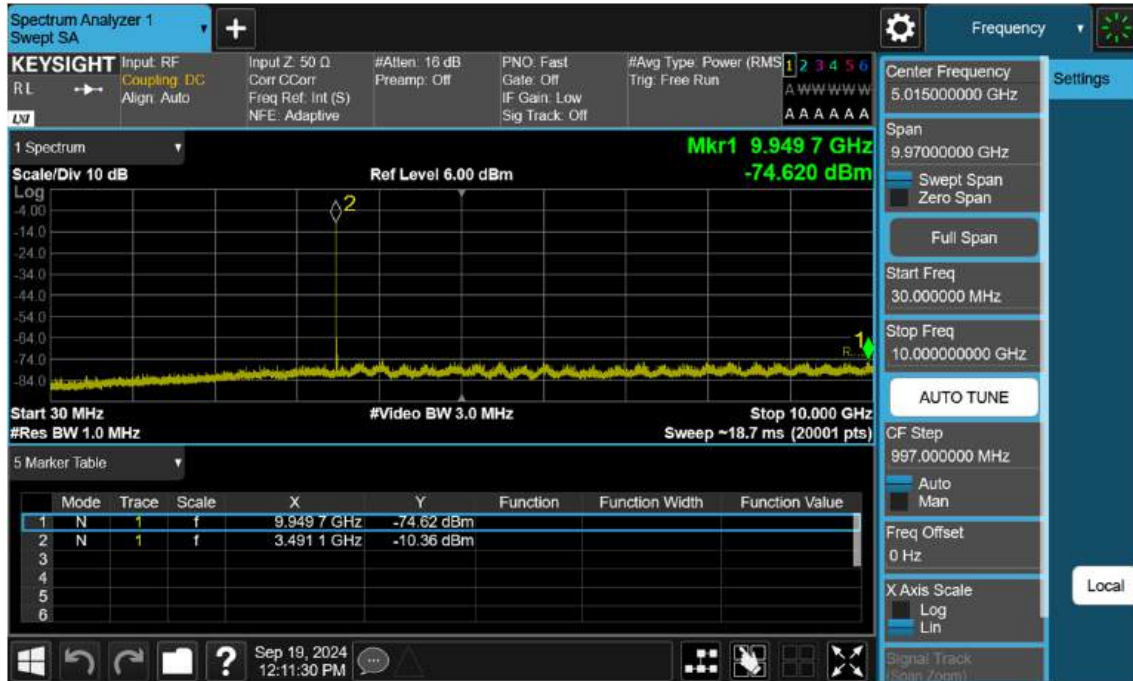 Spectrum Analyzer 1
Swept SA
+
Frequency
KEYSIGHT
RL
LXI
Input: RF
Coupling: DC
Align: Auto
Input Z: 50 Ω
Corr CCorr
Freq Ref: Int (S)
NFE: Adaptive
#Atten: 16 dB
Preamp: Off
PNO: Fast
Gate: Off
IF Gain: Low
Sig Track: Off
#Avg Type: Power (RMS
Trig: Free Run
1 2 3 4 5 6
A W W W W W
A A A A A A
1 Spectrum
Mkr1 9.949 7 GHz
-74.620 dBm
Scale/Div 10 dB
Ref Level 6.00 dBm
Log
-4.00
-14.0
-24.0
-34.0
-44.0
-54.0
-64.0
-74.0
-84.0
2
1
R...
Start 30 MHz
#Video BW 3.0 MHz
Stop 10.000 GHz
#Res BW 1.0 MHz
Sweep ~18.7 ms (20001 pts)
5 Marker Table
Mode Trace Scale X Y Function Function Width Function Value
1 N 1 f 9.949 7 GHz -74.62 dBm
2 N 1 f 3.491 1 GHz -10.36 dBm
3
4
5
6
Sep 19, 2024
12:11:30 PM
?
Center Frequency
5.015000000 GHz
Settings
Span
9.97000000 GHz
Swept Span
Zero Span
Full Span
Start Freq
30.000000 MHz
Stop Freq
10.000000000 GHz
AUTO TUNE
CF Step
997.000000 MHz
Auto
Man
Freq Offset
0 Hz
Local
X Axis Scale
Log
Lin
Signal Track
(Span Zoom)